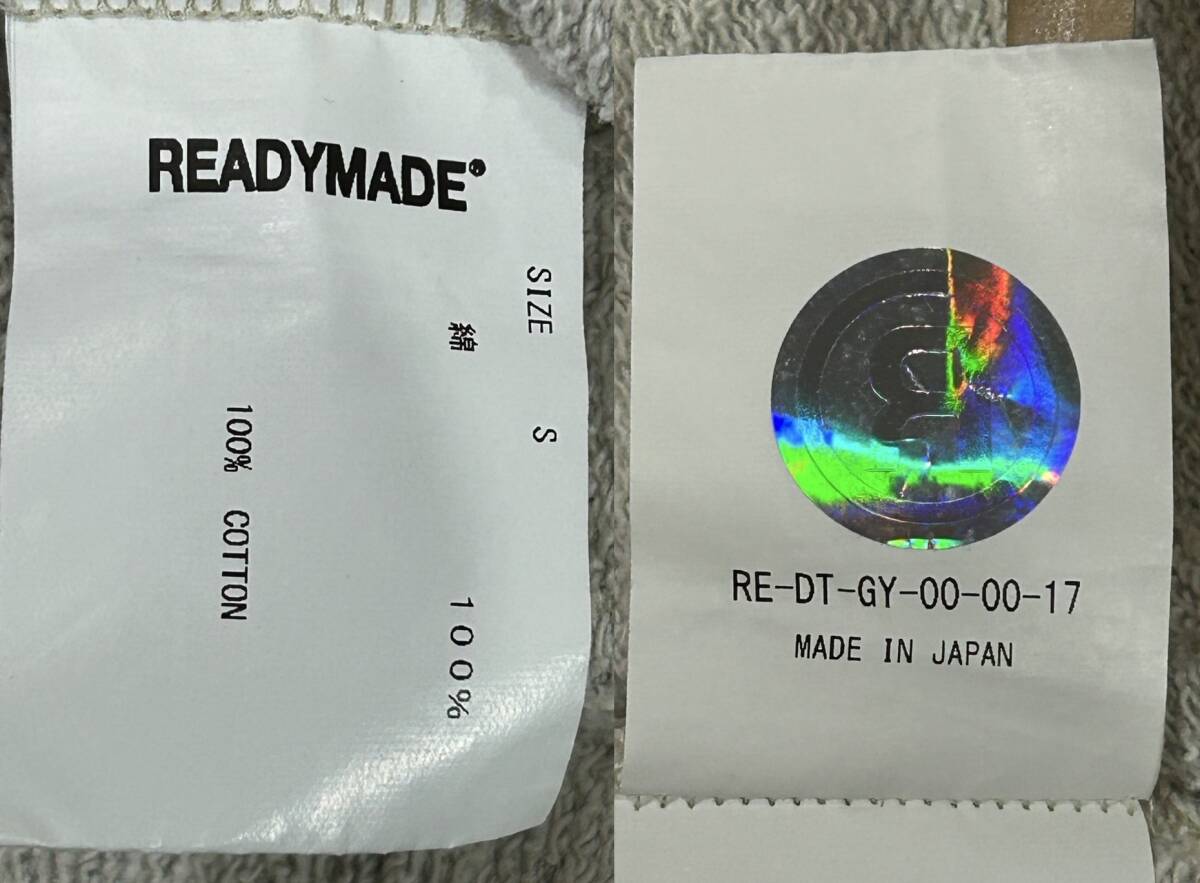 READYMADE
SIZE S
綿 100%
100% COTTON
RE-DT-GY-00-00-17
MADE IN JAPAN